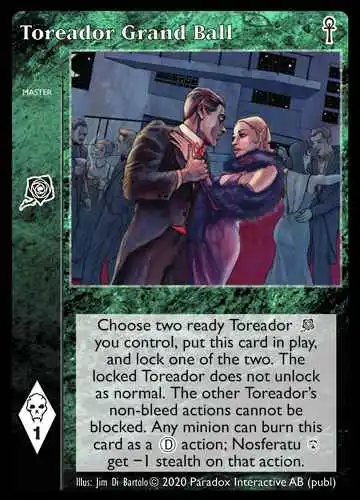 Toreador Grand Ball
MASTER
Choose two ready Toreador
you control, put this card in play,
and lock one of the two. The
locked Toreador does not unlock
as normal. The other Toreador's
non-bleed actions cannot be
blocked. Any minion can burn this
card as a D action; Nosferatu
get −1 stealth on that action.
1
Illus: Jim Di Bartolo © 2020 Paradox Interactive AB (publ)